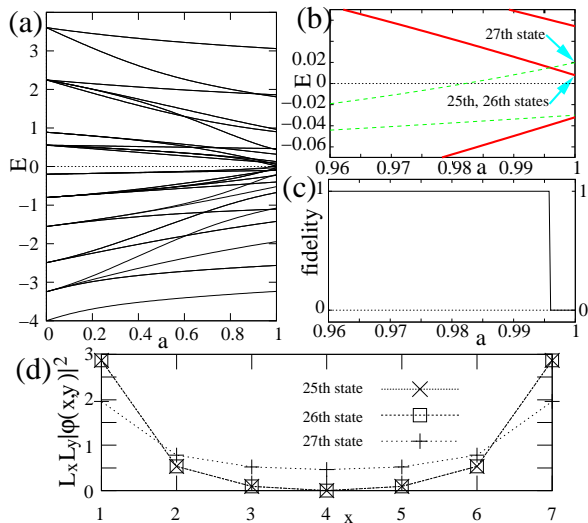 (a)
3
2
1
0
−1
−2
−3
−4
E
0 0.2 0.4 0.6 0.8 1
a
(b)
0.02
0
−0.02
−0.04
−0.06
E
27th state
25th, 26th states
0.96 0.97 0.98 0.99 1
a
(c)
1
0
fidelity
1
0
0.96 0.97 0.98 0.99 1
a
(d)
3
2
1
0
LxLy|φ(x,y)|²
25th state
26th state
27th state
1 2 3 4 5 6 7
x